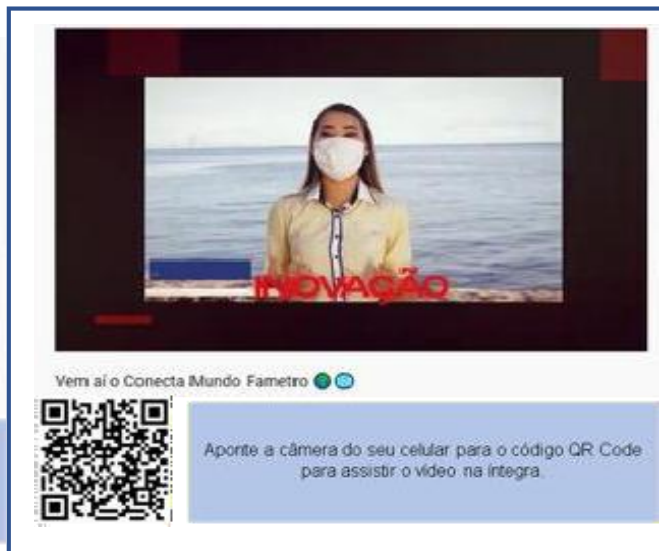 INOVAÇÃO
Vem aí o Conecta Mundo Fametro
Aponte a câmera do seu celular para o código QR Code
para assistir o vídeo na íntegra.